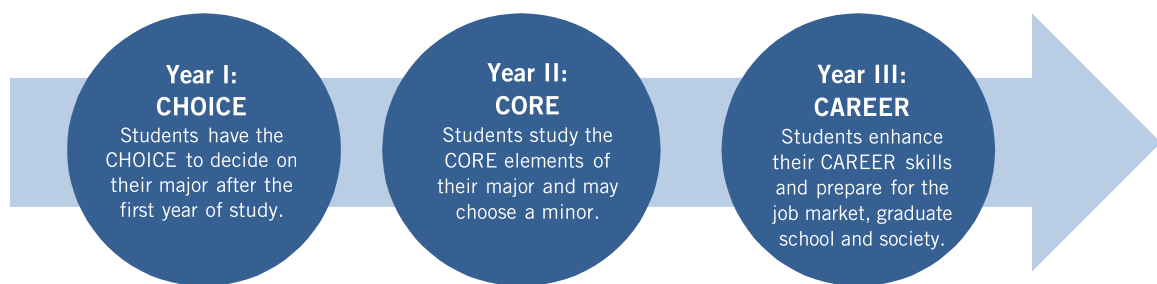 Year I:
CHOICE
Students have the
CHOICE to decide on
their major after the
first year of study.
Year II:
CORE
Students study the
CORE elements of
their major and may
choose a minor.
Year III:
CAREER
Students enhance
their CAREER skills
and prepare for the
job market, graduate
school and society.